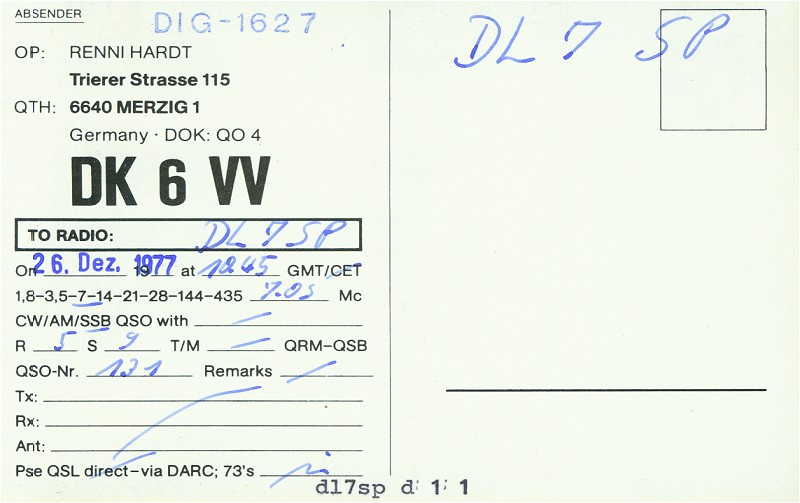 ABSENDER
DIG-1627
OP: RENNI HARDT
Trierer Strasse 115
QTH: 6640 MERZIG 1
Germany · DOK: QO 4
DK 6 VV
TO RADIO: DL 7 SP
On 26. Dez. 1977 at 1245 GMT/CET
1,8–3,5–7–14–21–28–144–435 7.05 Mc
CW/AM/SSB QSO with
R 5 S 9 T/M QRM–QSB
QSO-Nr. 131 Remarks
Tx:
Rx:
Ant:
Pse QSL direct–via DARC; 73's
DL 7 SP
dl7sp d 1 1